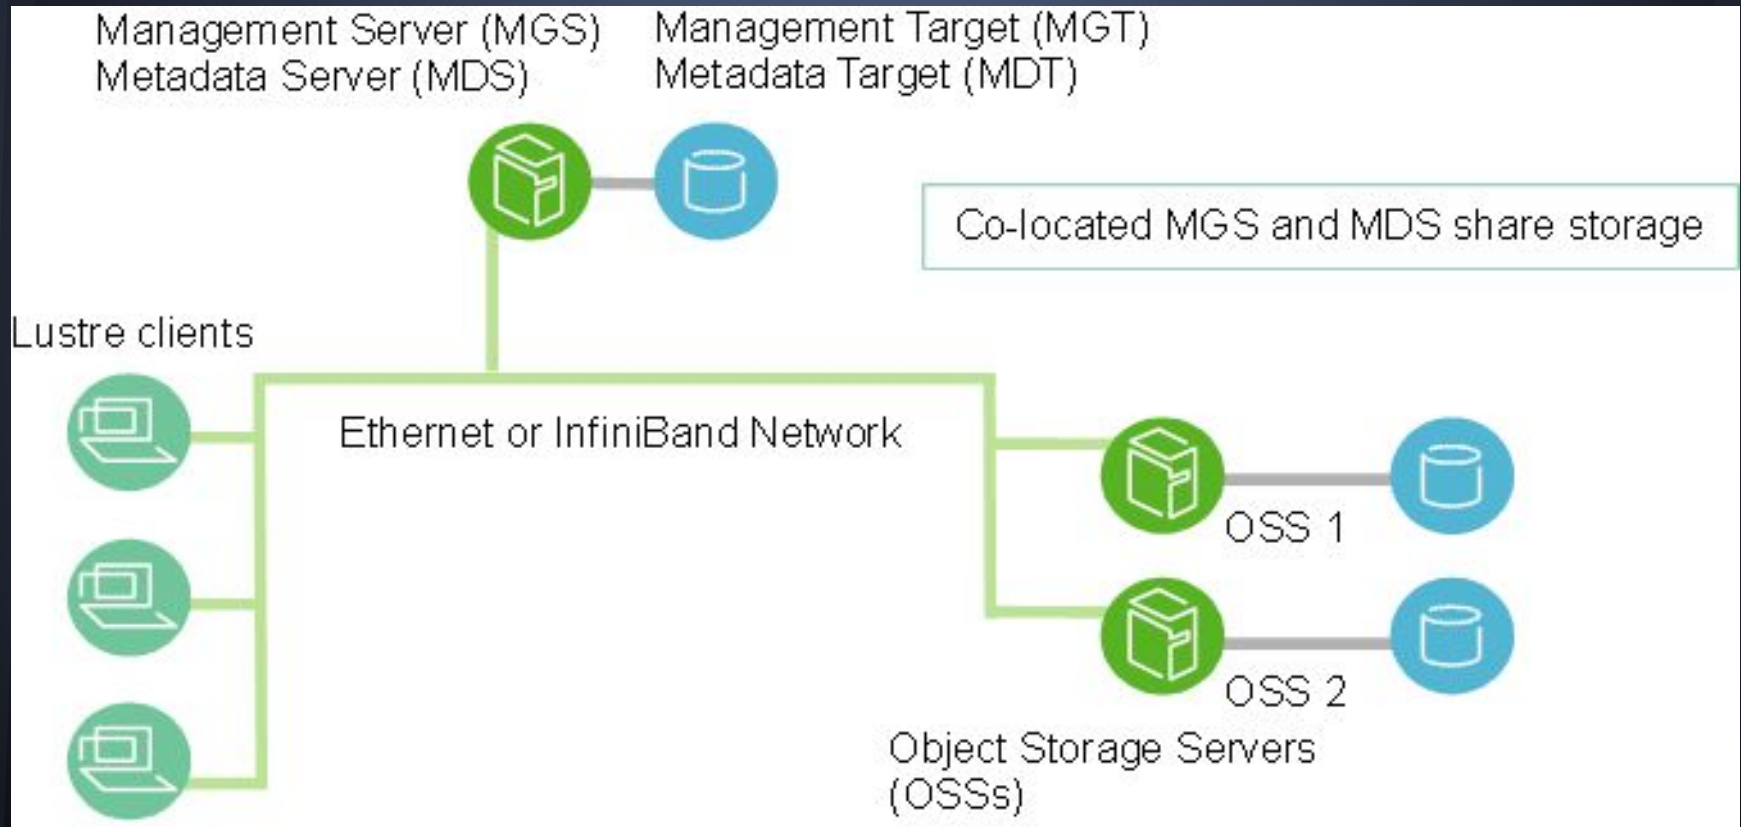 Management Server (MGS)
Metadata Server (MDS)
Management Target (MGT)
Metadata Target (MDT)
Co-located MGS and MDS share storage
Lustre clients
Ethernet or InfiniBand Network
OSS 1
OSS 2
Object Storage Servers
(OSSs)